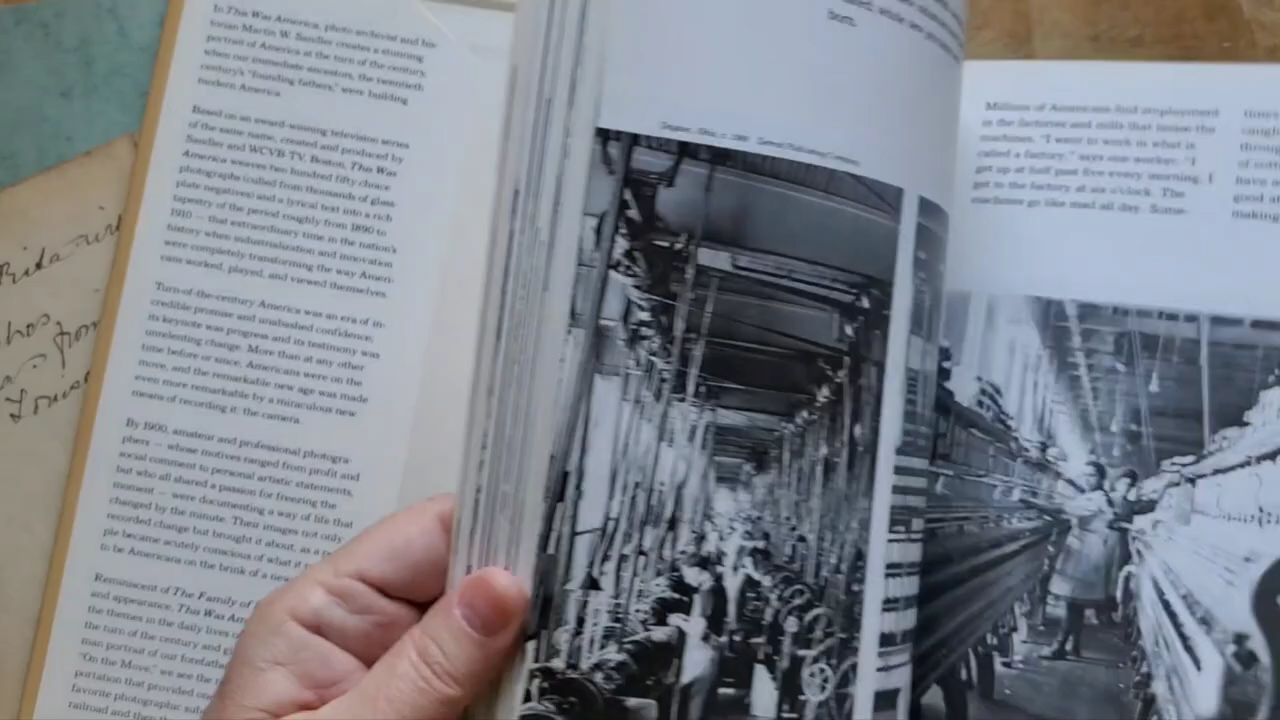 In This Was America, photo archivist and his-
torian Martin W. Sandler creates a stunning
portrait of America at the turn of the century,
when our immediate ancestors, the twentieth
century's "founding fathers," were building
modern America.
Based on an award-winning television series
of the same name, created and produced by
Sandler and WCVB-TV, Boston, This Was
America weaves two hundred fifty choice
photographs (culled from thousands of glass-
plate negatives) and a lyrical text into a rich
tapestry of the period roughly from 1890 to
1910 — that extraordinary time in the nation's
history when industrialization and innovation
were completely transforming the way Ameri-
cans worked, played, and viewed themselves.
Turn-of-the-century America was an era of in-
credible promise and unabashed confidence;
its keynote was progress and its testimony was
unrelenting change. More than at any other
time before or since, Americans were on the
move, and the remarkable new age was made
even more remarkable by a miraculous new
means of recording it: the camera.
By 1900, amateur and professional photogra-
phers — whose motives ranged from profit and
social comment to personal artistic statements,
but who all shared a passion for freezing the
moment — were documenting a way of life that
changed by the minute. Their images not only
recorded change but brought it about, as a
ple became acutely conscious of what it
to be Americans on the brink of a new
Reminiscent of The Family of
and appearance, This Was Am
the themes in the daily lives o
the turn of the century and
man portrait of our forefathe
"On the Move," we see the
portation that provided one
favorite photographic sub
railroad and then th
born.
Millions of Americans find employment
in the factories and mills that house the
machines. "I went to work in what is
called a factory," says one worker. "I
get up at half past five every morning. I
get to the factory at six o'clock. The
machines go like mad all day. Some-